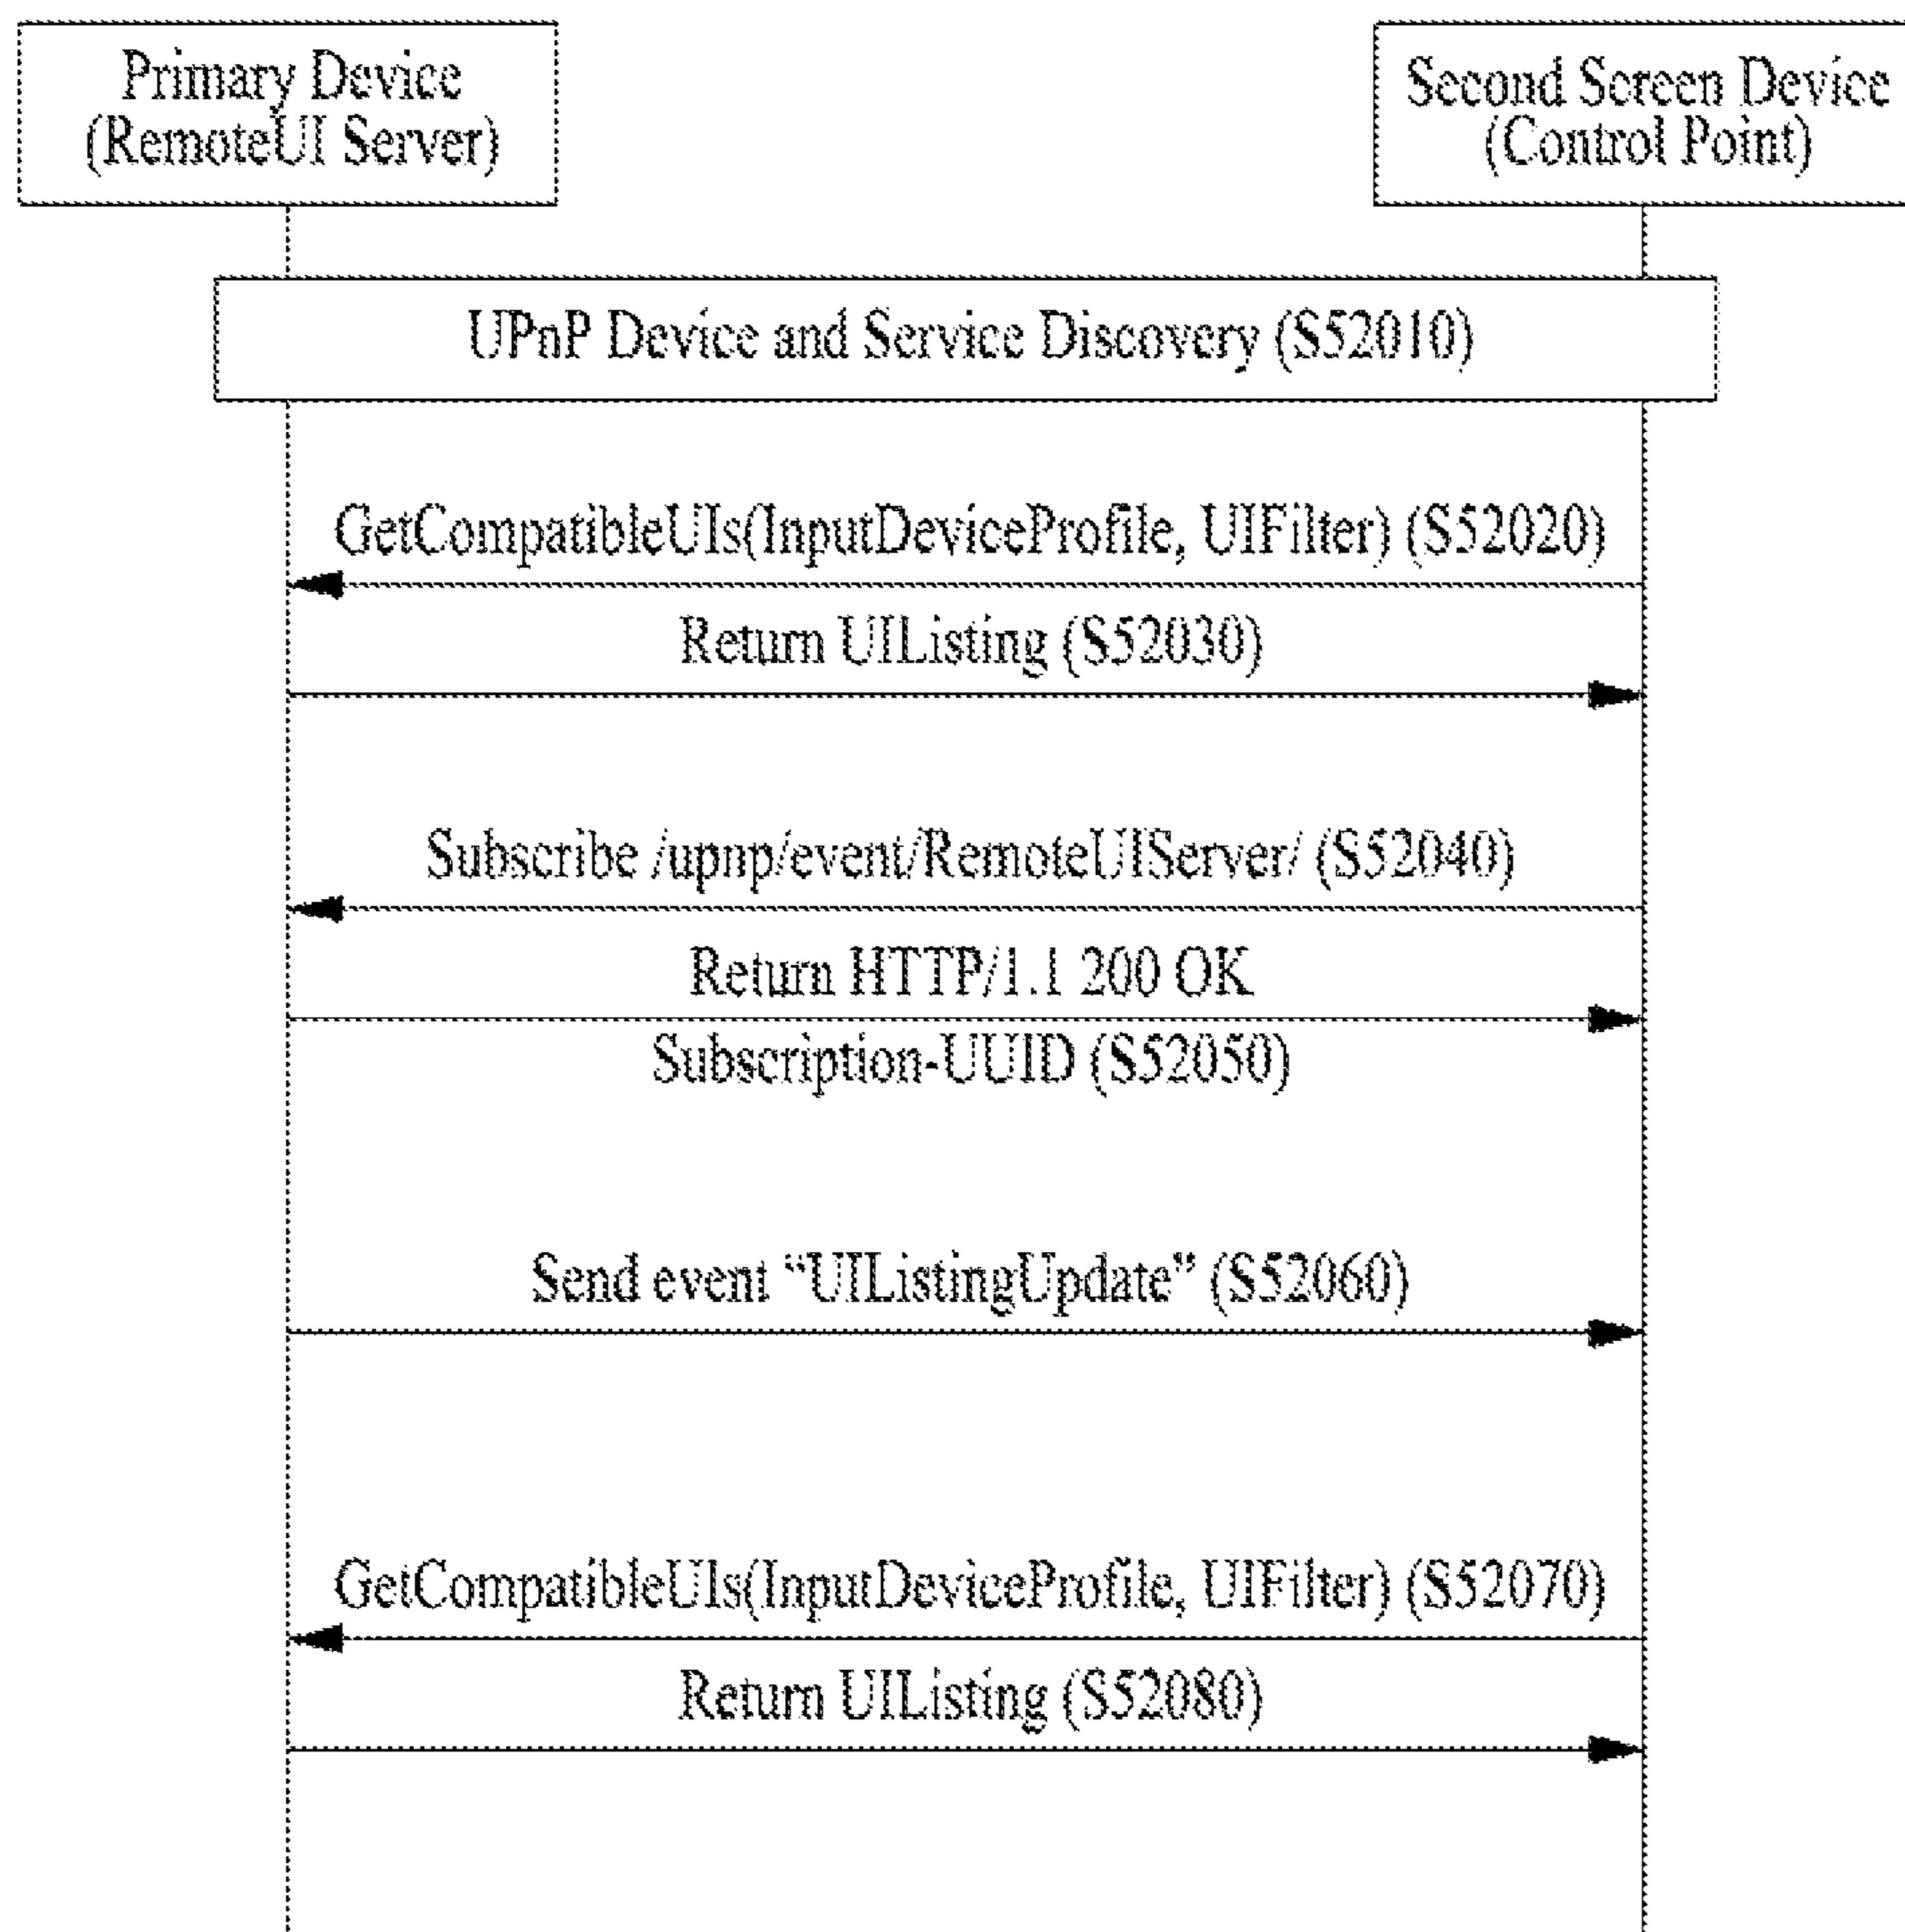 Primary Device
(RemoteUI Server)
Second Screen Device
(Control Point)
UPnP Device and Service Discovery (S52010)
GetCompatibleUIs(InputDeviceProfile, UIFilter) (S52020)
Return UIListing (S52030)
Subscribe /upnp/event/RemoteUIServer/ (S52040)
Return HTTP/1.1 200 OK
Subscription-UUID (S52050)
Send event “UIListingUpdate” (S52060)
GetCompatibleUIs(InputDeviceProfile, UIFilter) (S52070)
Return UIListing (S52080)